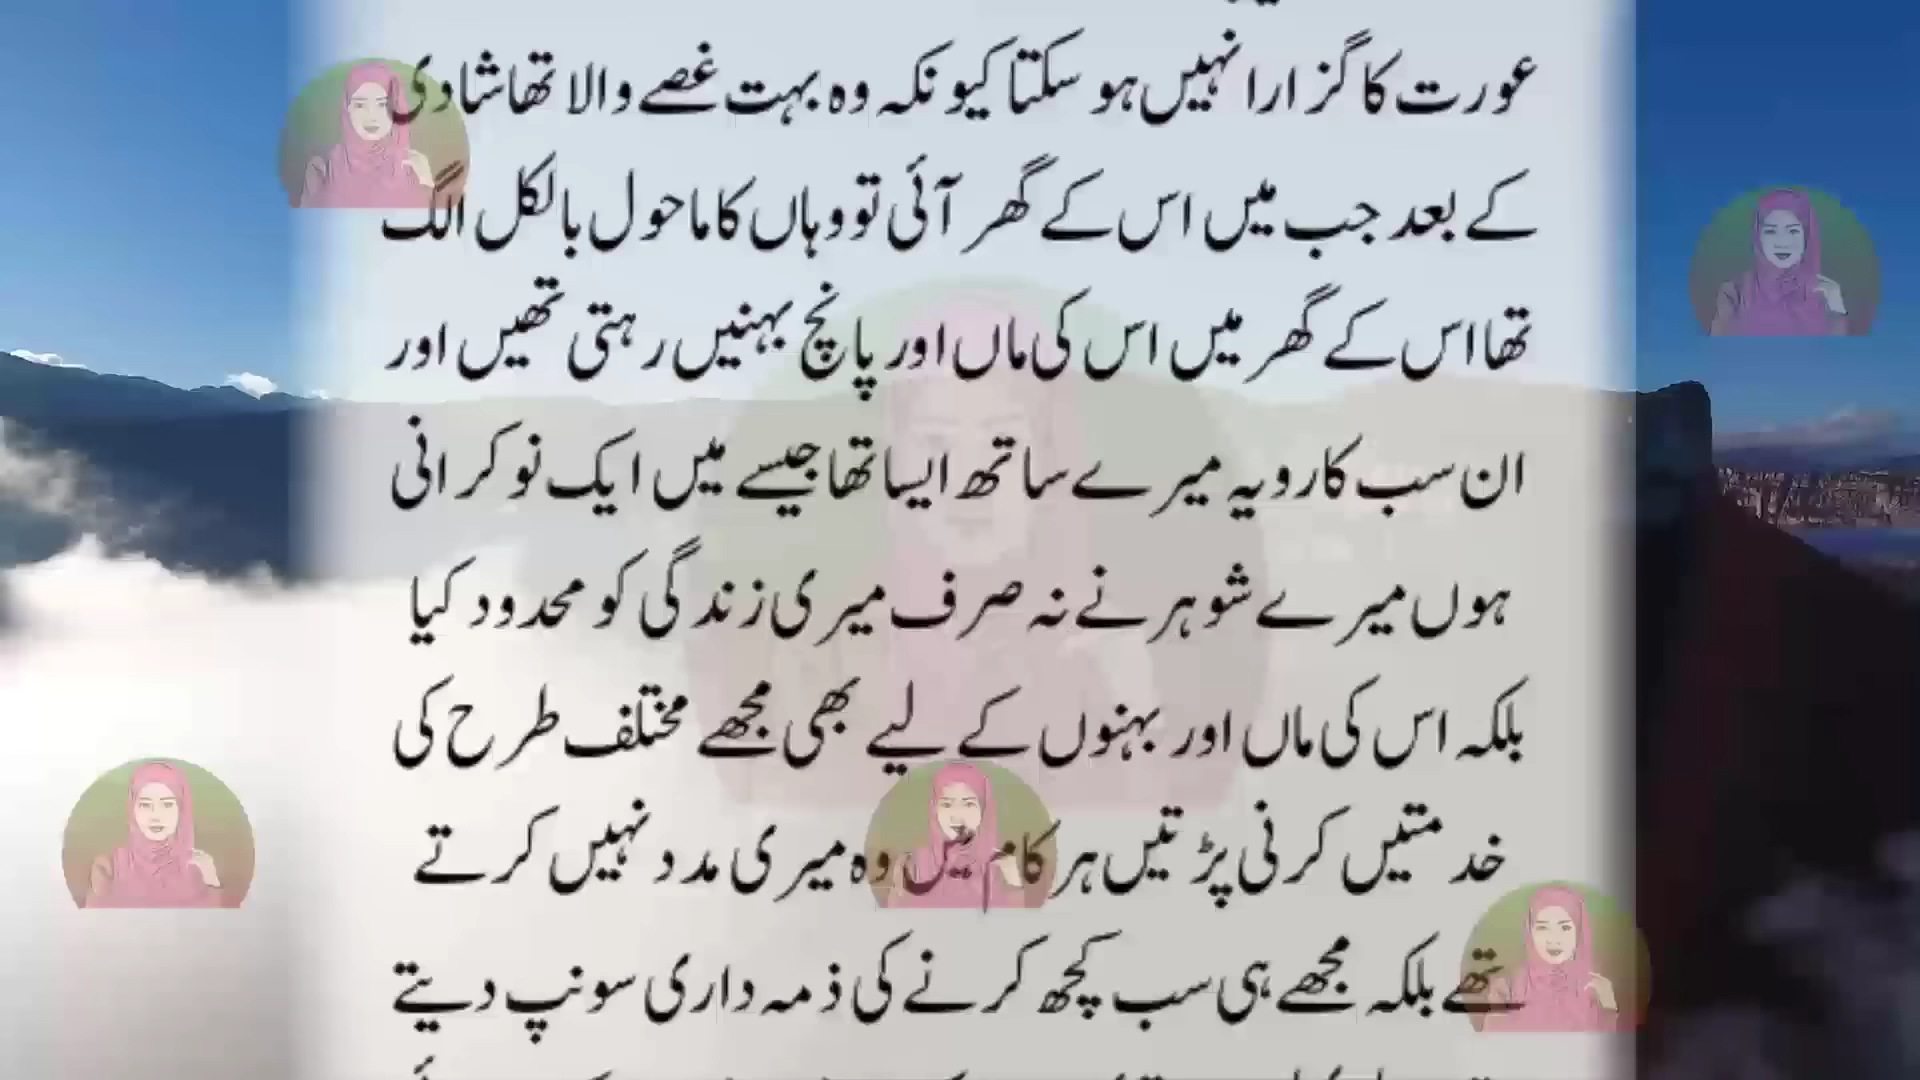 عورت کا گزارا نہیں ہو سکتا کیونکہ وہ بہت غصے والا تھا شادی
کے بعد جب میں اس کے گھر آئی تو وہاں کا ماحول بالکل الگ
تھا اس کے گھر میں اس کی ماں اور پانچ بہنیں رہتی تھیں اور
ان سب کا رویہ میرے ساتھ ایسا تھا جیسے میں ایک نوکرانی
ہوں میرے شوہر نے نہ صرف میری زندگی کو محدود کیا
بلکہ اس کی ماں اور بہنوں کے لیے بھی مجھے مختلف طرح کی
خدمتیں کرنی پڑتیں ہر کام میں وہ میری مدد نہیں کرتے
تھے بلکہ مجھے ہی سب کچھ کرنے کی ذمہ داری سونپ دیتے